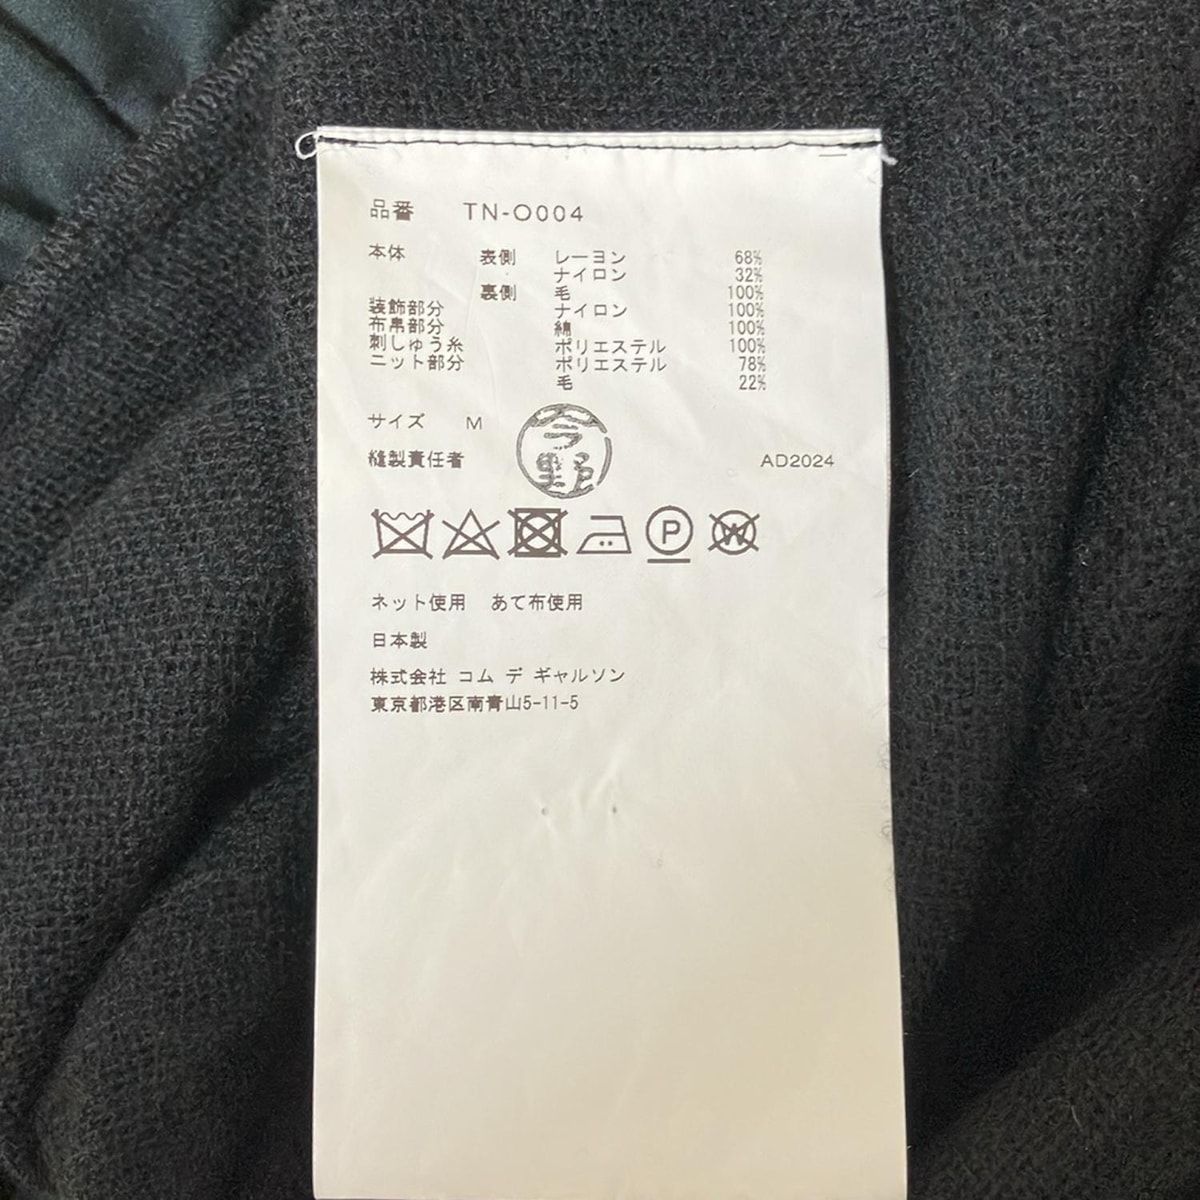 品番 TN-O004
本体 表側 レーヨン 68%
ナイロン 32%
裏側 毛 100%
装飾部分 ナイロン 100%
布帛部分 綿 100%
刺しゅう糸 ポリエステル 100%
ニット部分 ポリエステル 78%
毛 22%
サイズ M
今野
縫製責任者 AD2024
P W
ネット使用 あて布使用
日本製
株式会社 コム デ ギャルソン
東京都港区南青山5-11-5